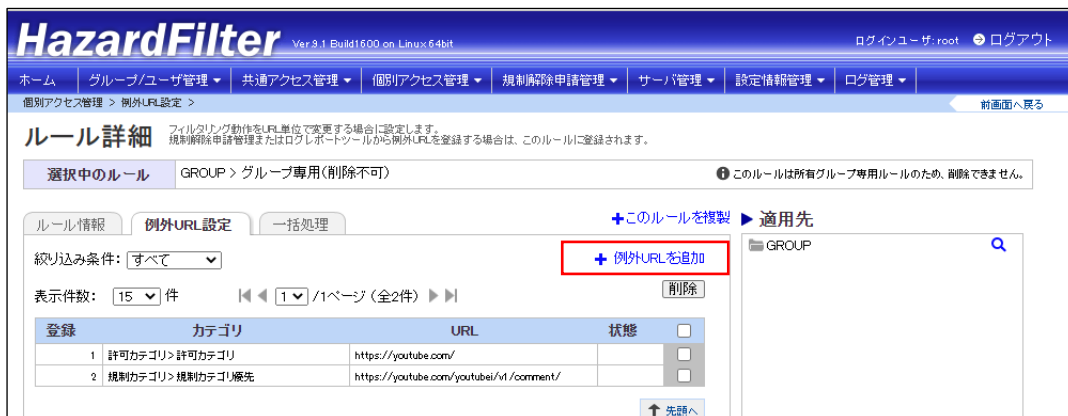 HazardFilter Ver.9.1 Build1600 on Linux 64bit ログインユーザ:root ログアウト
ホーム グループ/ユーザ管理▼ 共通アクセス管理▼ 個別アクセス管理▼ 規制解除申請管理▼ サーバ管理▼ 設定情報管理▼ ログ管理▼
個別アクセス管理 > 例外URL設定 > 前画面へ戻る
ルール詳細 フィルタリング動作をURL単位で変更する場合に設定します。
規制解除申請管理またはログレポートツールから例外URLを登録する場合は、このルールに登録されます。
選択中のルール GROUP > グループ専用(削除不可) このルールは所有グループ専用ルールのため、削除できません。
ルール情報 例外URL設定 一括処理 +このルールを複製 ▶ 適用先
GROUP
絞り込み条件: すべて + 例外URLを追加
表示件数: 15 件 1 /1ページ (全2件) 削除
登録 カテゴリ URL 状態
1 許可カテゴリ>許可カテゴリ https://youtube.com/
2 規制カテゴリ>規制カテゴリ優先 https://youtube.com/youtubei/v1/comment/
先頭へ